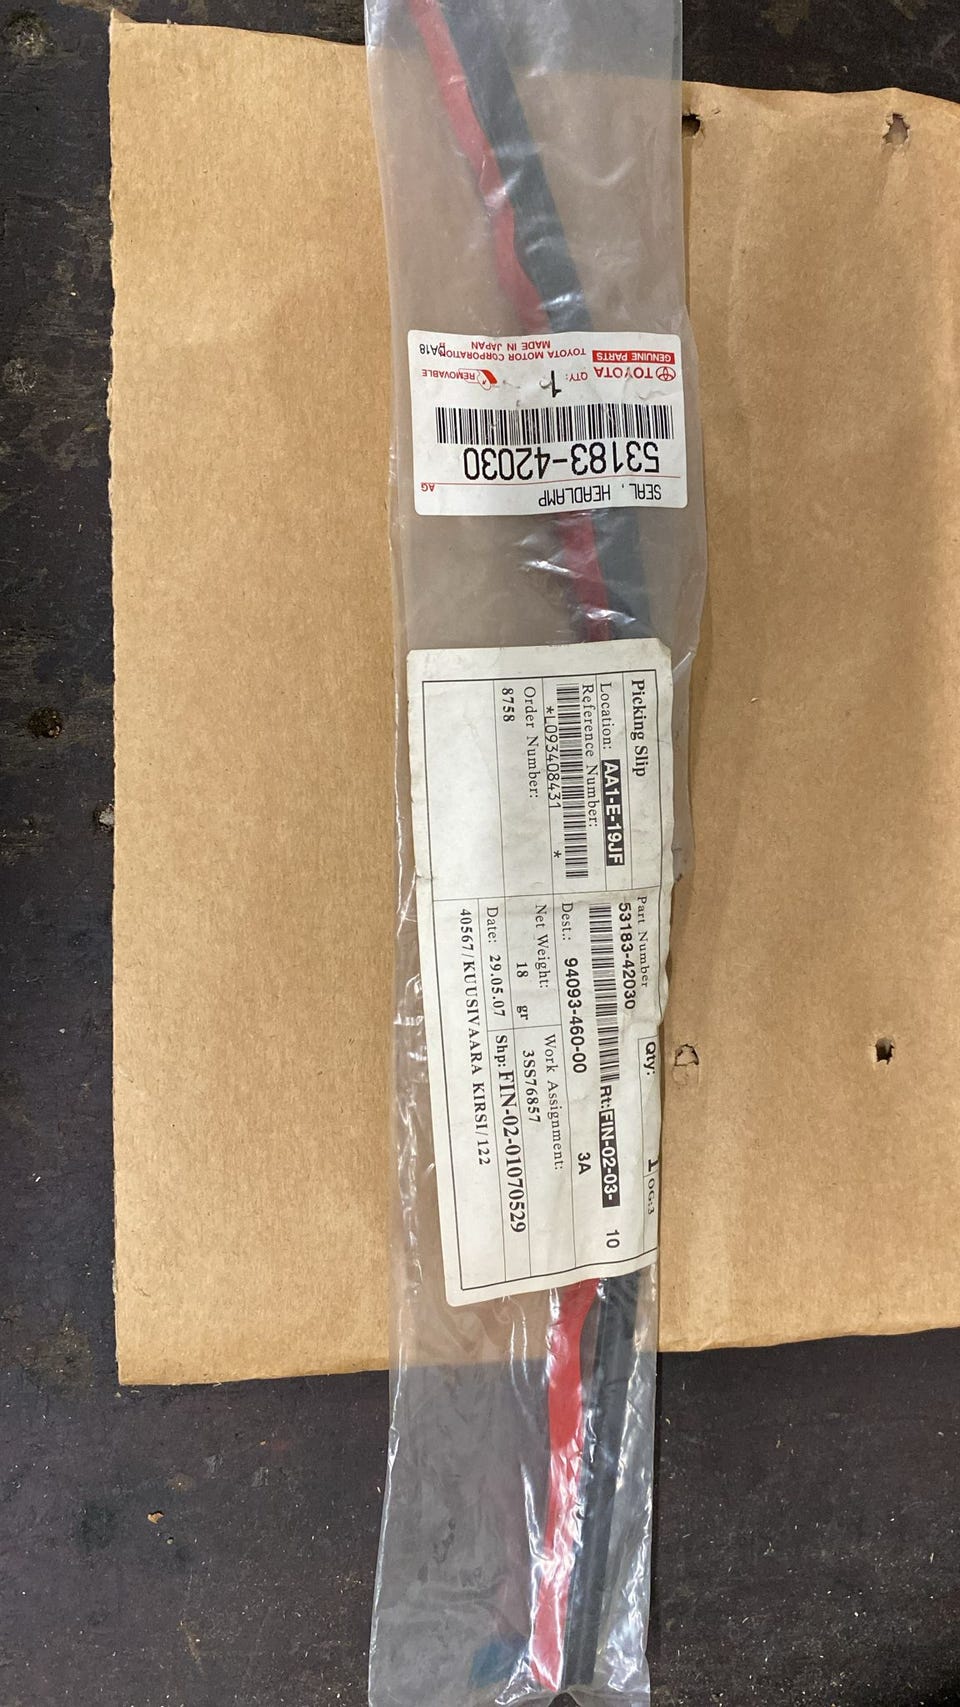 SEAL, HEADLAMP
AG
53183-42030
TOYOTA QTY: 1 REMOVABLE
GENUINE PARTS TOYOTA MOTOR CORPORATION
MADE IN JAPAN
Picking Slip
Location: AA1-E-19JF
Reference Number:
*L093408431 *
Order Number:
8758
Part Number
53183-42030
Qty: 1 OG:3
Rt: FIN-02-03- 10
Dest.: 94093-460-00 3A
Net Weight: 18 gr
Work Assignment: 3SS76857
Date: 29.05.07 Shp: FIN-02-01070529
40567/KUUSIVAARA KIRSI/122